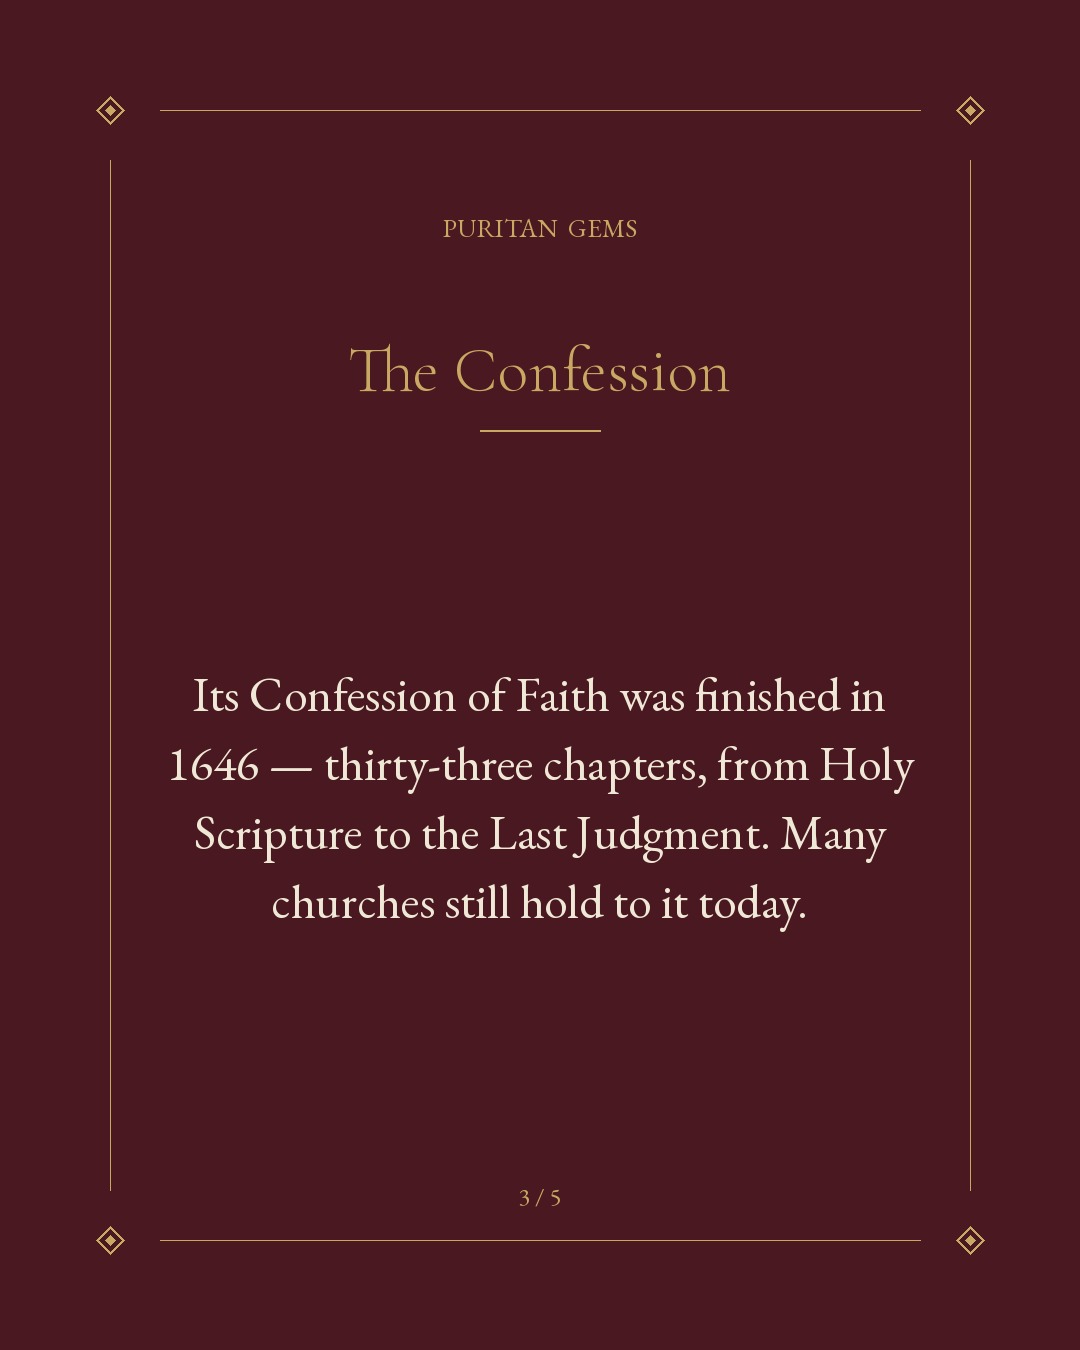 PURITAN GEMS
The Confession
Its Confession of Faith was finished in
1646 — thirty-three chapters, from Holy
Scripture to the Last Judgment. Many
churches still hold to it today.
3 / 5